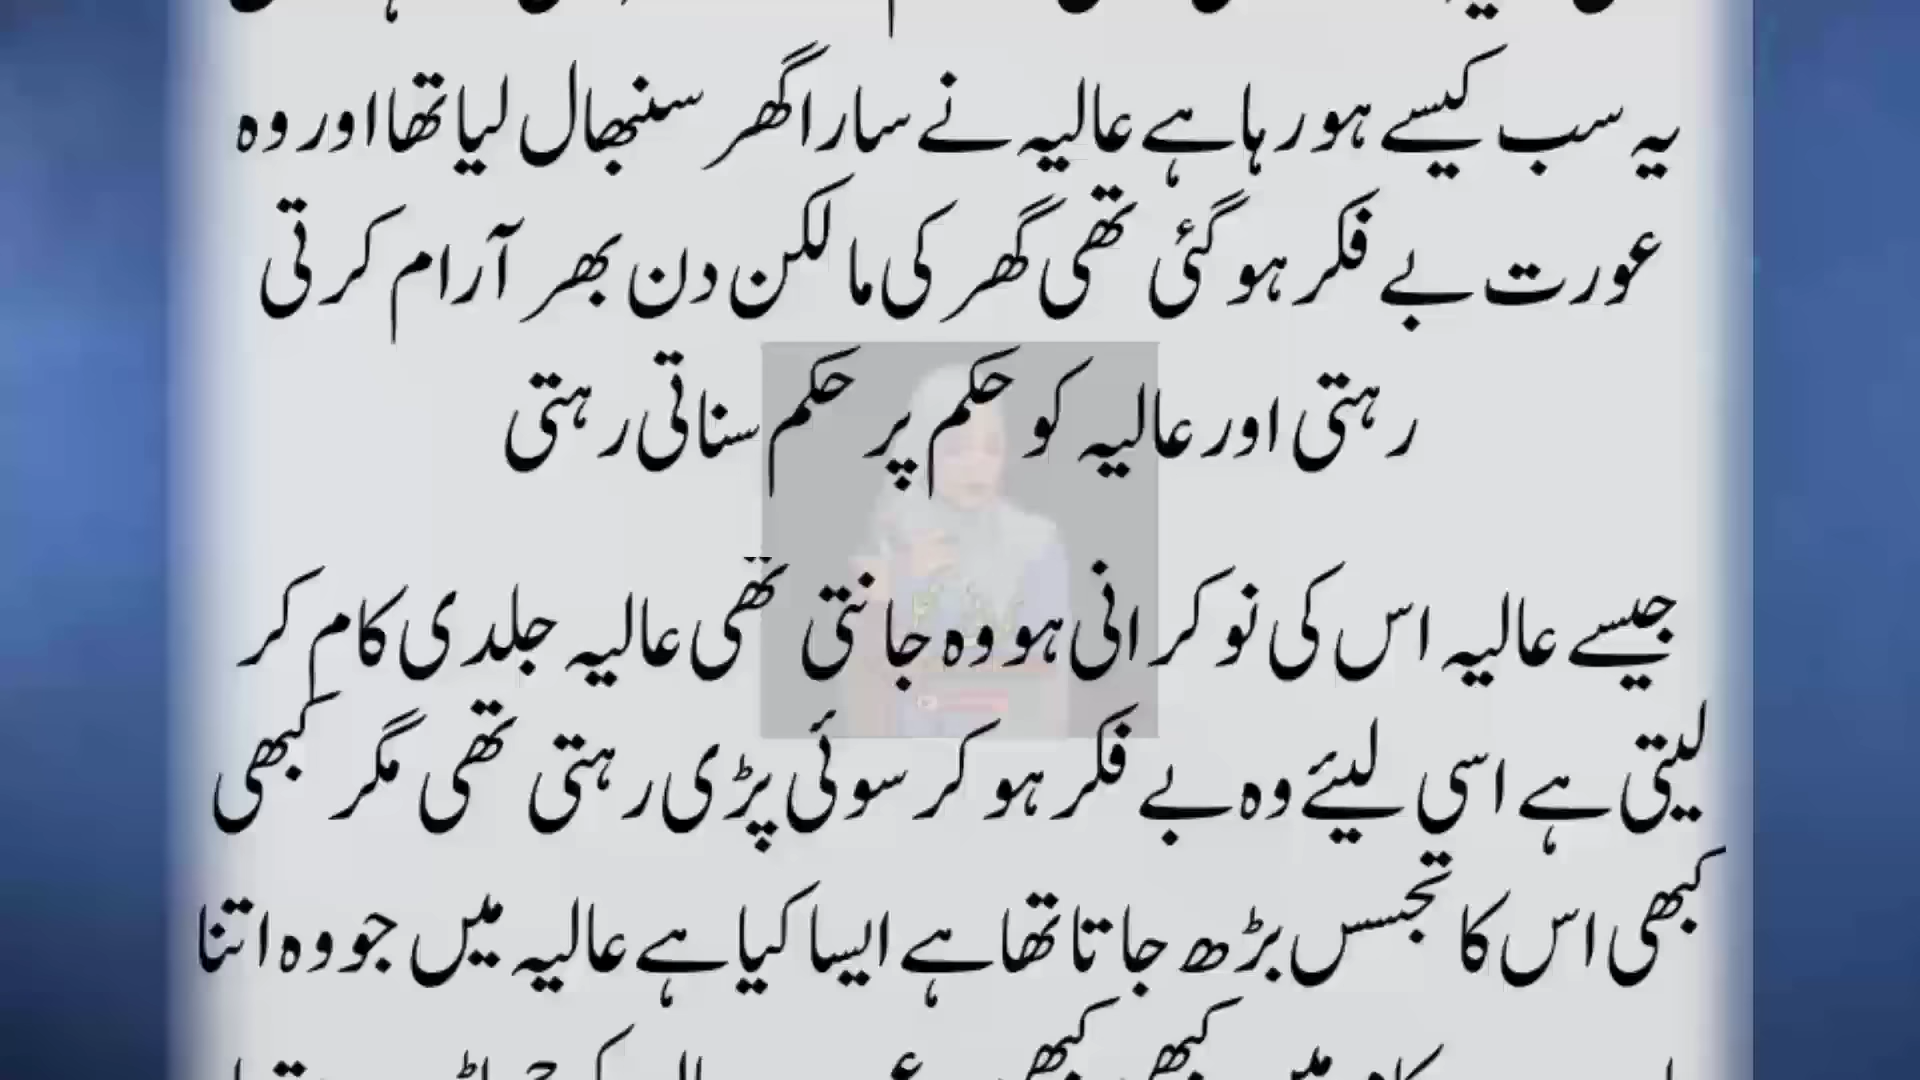 یہ سب کیسے ہو رہا ہے عالیہ نے سارا گھر سنبھال لیا تھا اور وہ
عورت بے فکر ہو گئی تھی گھر کی مالکن دن بھر آرام کرتی
رہتی اور عالیہ کو حکم پر حکم سناتی رہتی
جیسے عالیہ اس کی نوکرانی ہو وہ جانتی تھی عالیہ جلدی کام کر
لیتی ہے اسی لیئے وہ بے فکر ہو کر سوئی پڑی رہتی تھی مگر کبھی
کبھی اس کا تجسس بڑھ جاتا تھا ہے ایسا کیا ہے عالیہ میں جو وہ اتنا